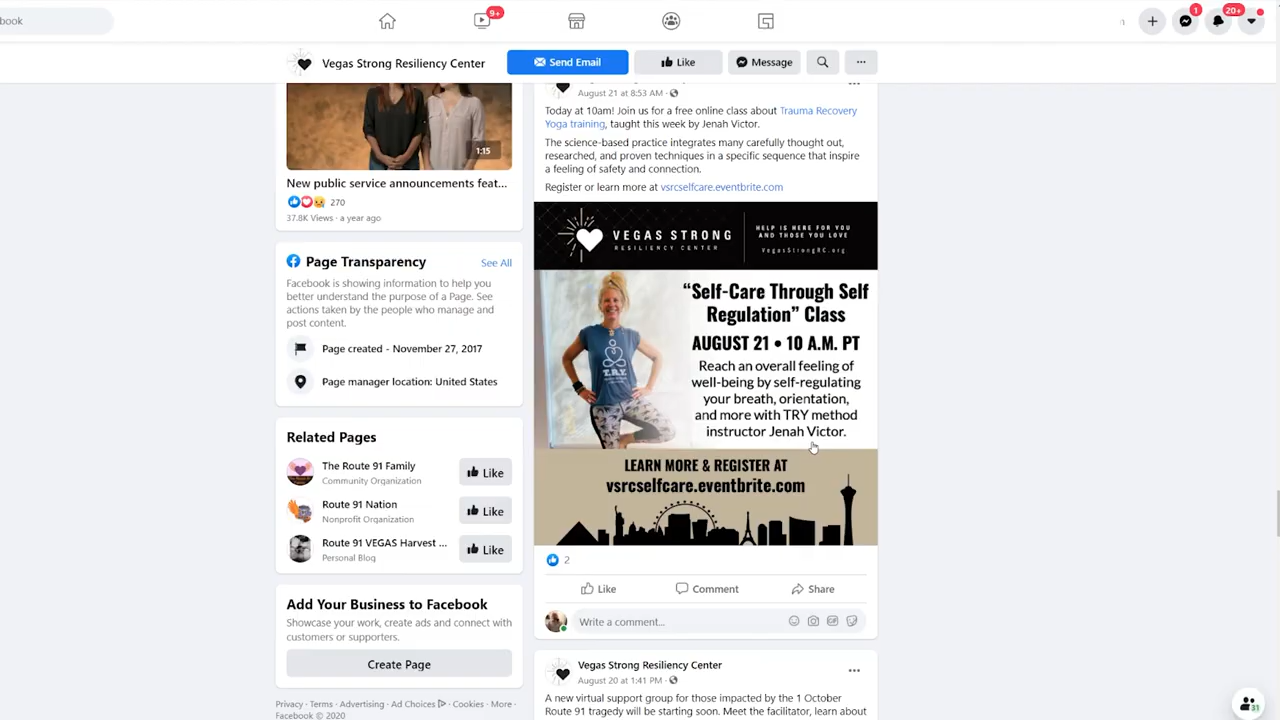 book
9+
1
20+
Vegas Strong Resiliency Center
Send Email
Like
Message
1:15
New public service announcements feat...
270
37.8K Views · a year ago
Page Transparency
See All
Facebook is showing information to help you
better understand the purpose of a Page. See
actions taken by the people who manage and
post content.
Page created - November 27, 2017
Page manager location: United States
Related Pages
The Route 91 Family
Community Organization
Like
Route 91 Nation
Nonprofit Organization
Like
Route 91 VEGAS Harvest ...
Personal Blog
Like
Add Your Business to Facebook
Showcase your work, create ads and connect with
customers or supporters.
Create Page
Privacy · Terms · Advertising · Ad Choices · Cookies · More ·
Facebook © 2020
August 21 at 8:53 AM ·
Today at 10am! Join us for a free online class about Trauma Recovery
Yoga training, taught this week by Jenah Victor.
The science-based practice integrates many carefully thought out,
researched, and proven techniques in a specific sequence that inspire
a feeling of safety and connection.
Register or learn more at vsrcselfcare.eventbrite.com
VEGAS STRONG
RESILIENCY CENTER
HELP IS HERE FOR YOU
AND THOSE YOU LOVE
VegasStrongRC.org
T.R.Y.
“Self-Care Through Self
Regulation” Class
AUGUST 21 • 10 A.M. PT
Reach an overall feeling of
well-being by self-regulating
your breath, orientation,
and more with TRY method
instructor Jenah Victor.
LEARN MORE & REGISTER AT
vsrcselfcare.eventbrite.com
2
Like
Comment
Share
Write a comment...
GIF
Vegas Strong Resiliency Center
August 20 at 1:41 PM ·
A new virtual support group for those impacted by the 1 October
Route 91 tragedy will be starting soon. Meet the facilitator, learn about
31